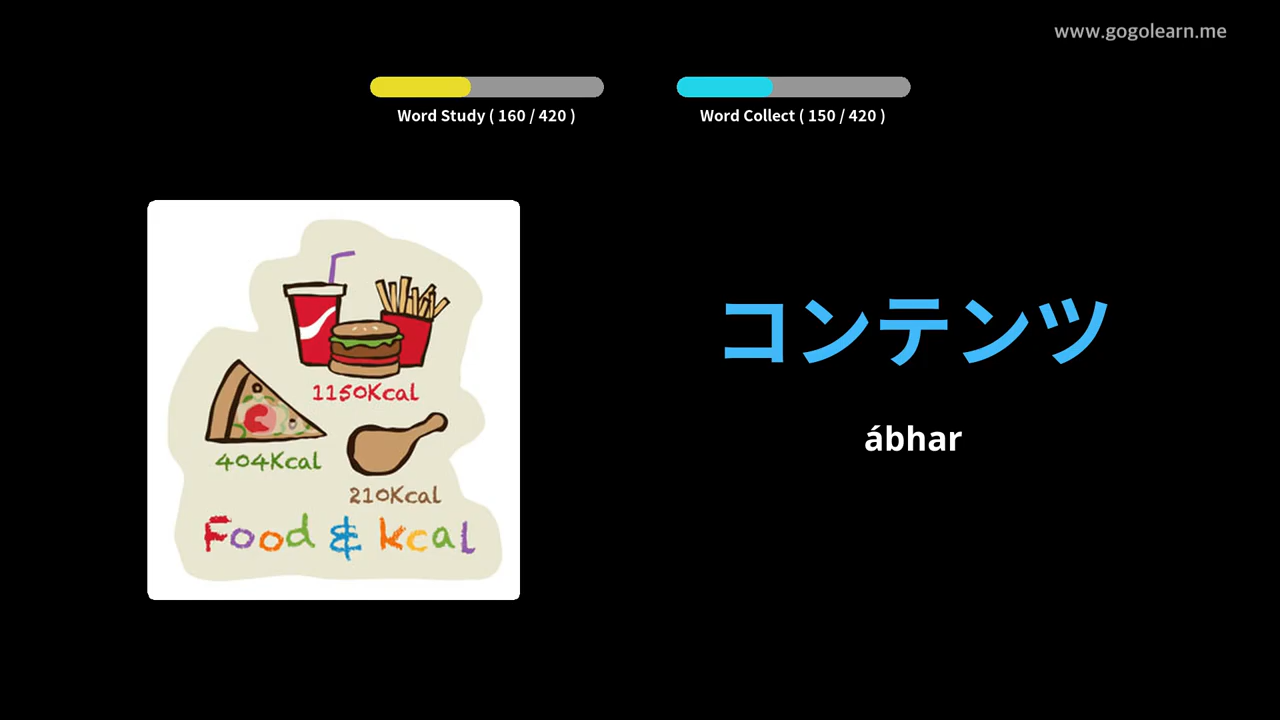 www.gogolearn.me
Word Study ( 160 / 420 )
Word Collect ( 150 / 420 )
1150Kcal
404Kcal
210Kcal
Food & kcal
コンテンツ
ábhar